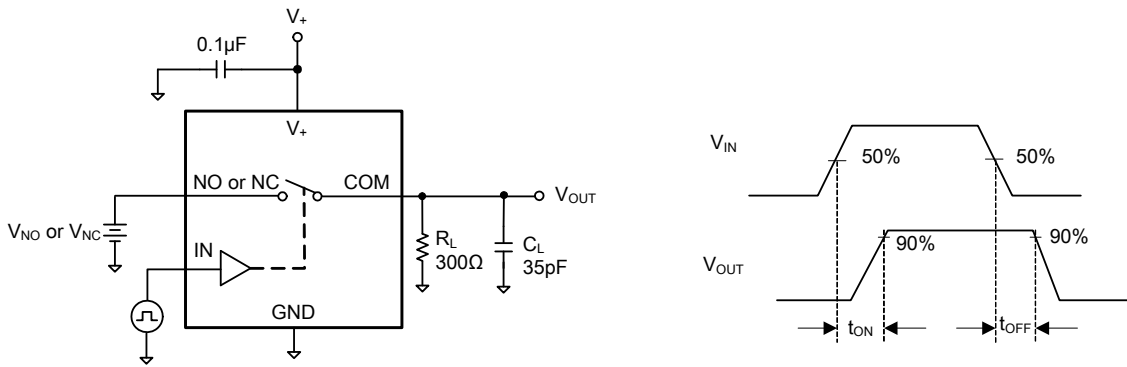 V+
0.1µF
V+
NO or NC
COM
VOUT
VNO or VNC
IN
RL
300Ω
CL
35pF
GND
VIN
50%
50%
VOUT
90%
90%
tON
tOFF